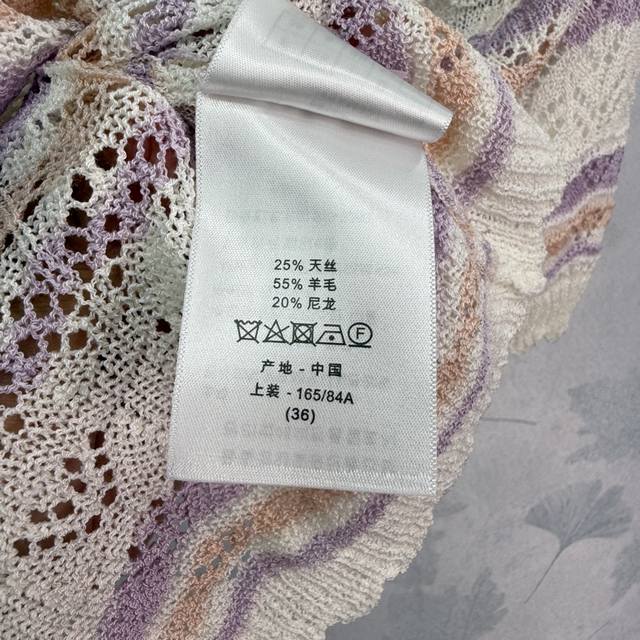 25% 天丝
55% 羊毛
20% 尼龙
产地 - 中国
上装 - 165/84A
(36)